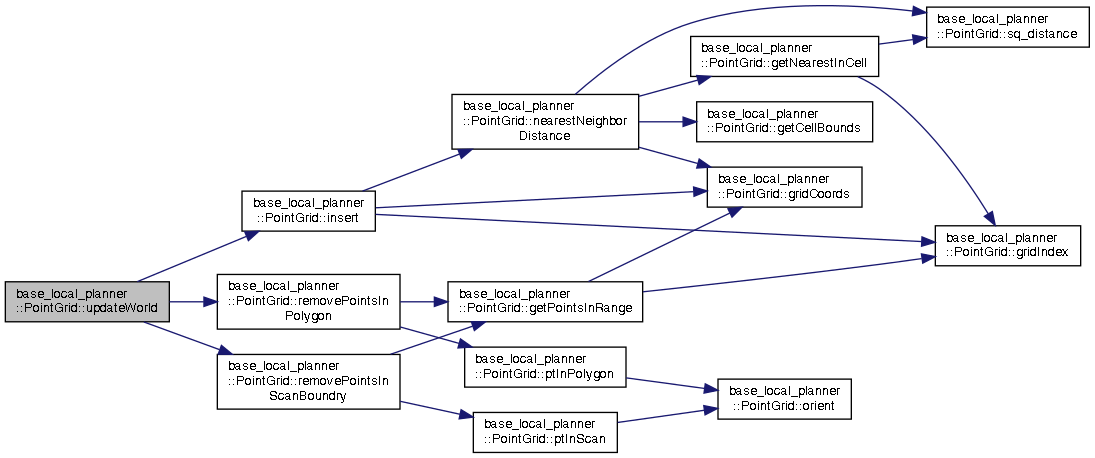 base_local_planner
::PointGrid::updateWorld
base_local_planner
::PointGrid::insert
base_local_planner
::PointGrid::removePointsIn
Polygon
base_local_planner
::PointGrid::removePointsIn
ScanBoundry
base_local_planner
::PointGrid::nearestNeighbor
Distance
base_local_planner
::PointGrid::getPointsInRange
base_local_planner
::PointGrid::ptInPolygon
base_local_planner
::PointGrid::ptInScan
base_local_planner
::PointGrid::getNearestInCell
base_local_planner
::PointGrid::getCellBounds
base_local_planner
::PointGrid::gridCoords
base_local_planner
::PointGrid::orient
base_local_planner
::PointGrid::sq_distance
base_local_planner
::PointGrid::gridIndex